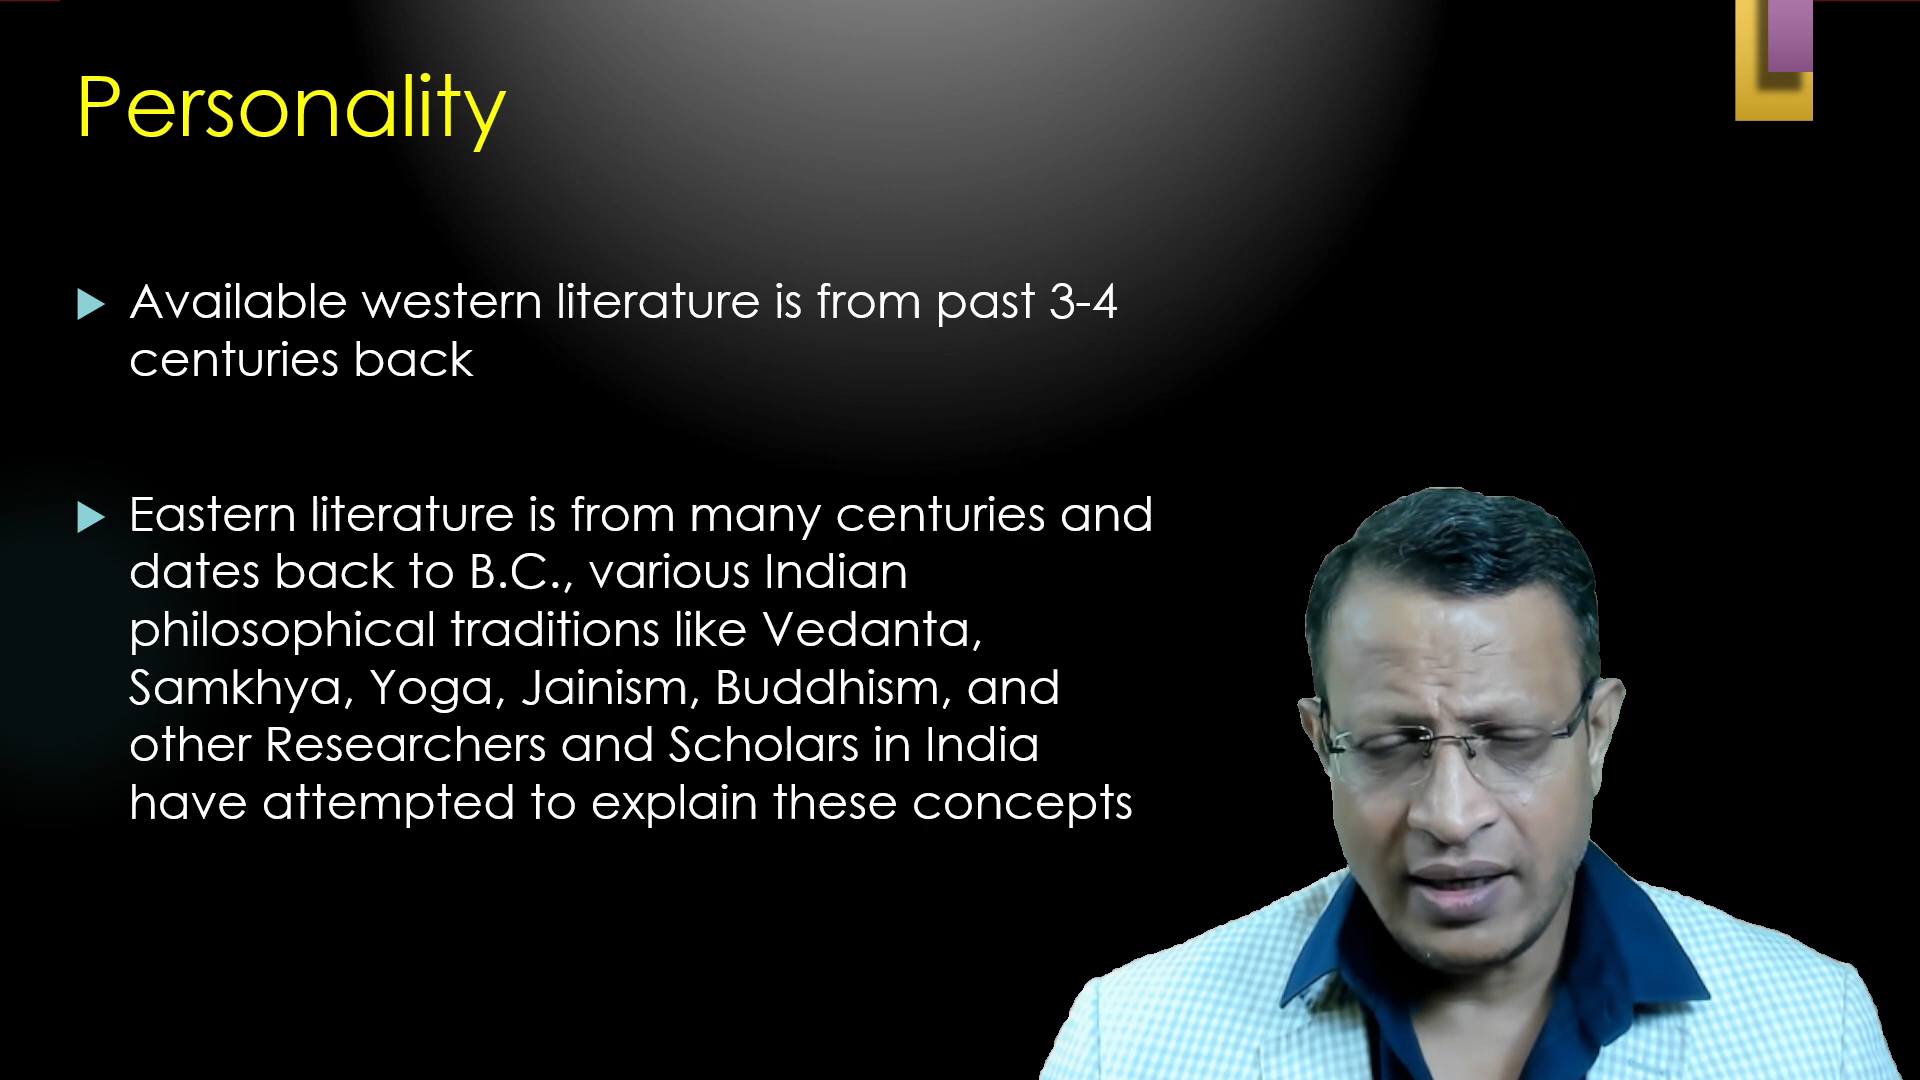 Personality
Available western literature is from past 3-4
centuries back
Eastern literature is from many centuries and
dates back to B.C., various Indian
philosophical traditions like Vedanta,
Samkhya, Yoga, Jainism, Buddhism, and
other Researchers and Scholars in India
have attempted to explain these concepts